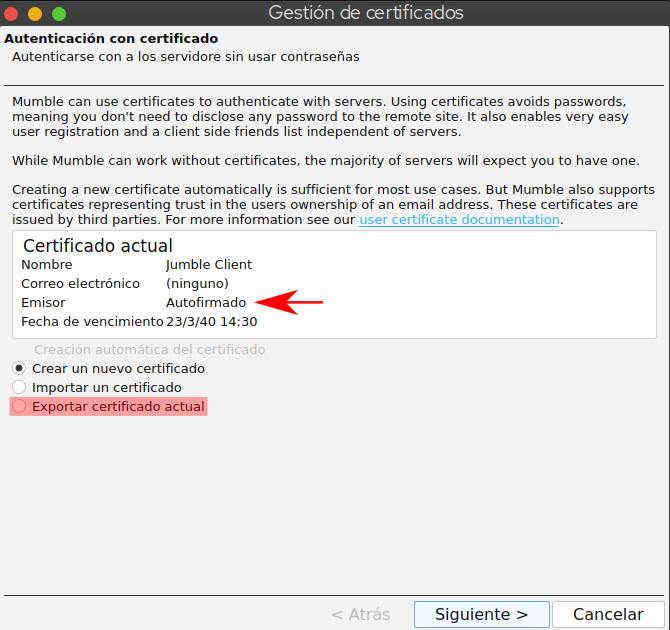 Gestión de certificados
Autenticación con certificado
Autenticarse con a los servidore sin usar contraseñas
Mumble can use certificates to authenticate with servers. Using certificates avoids passwords,
meaning you don't need to disclose any password to the remote site. It also enables very easy
user registration and a client side friends list independent of servers.
While Mumble can work without certificates, the majority of servers will expect you to have one.
Creating a new certificate automatically is sufficient for most use cases. But Mumble also supports
certificates representing trust in the users ownership of an email address. These certificates are
issued by third parties. For more information see our user certificate documentation.
Certificado actual
Nombre Jumble Client
Correo electrónico (ninguno)
Emisor Autofirmado
Fecha de vencimiento 23/3/40 14:30
Creación automática del certificado
Crear un nuevo certificado
Importar un certificado
Exportar certificado actual
< Atrás Siguiente > Cancelar